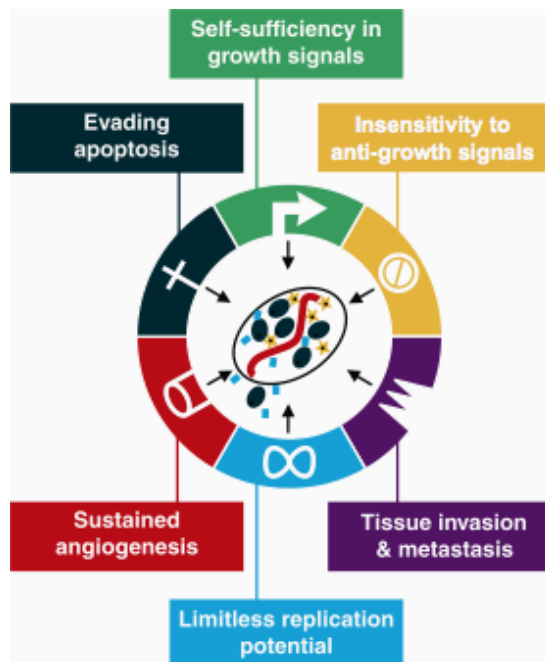 Self-sufficiency in
growth signals
Evading
apoptosis
Insensitivity to
anti-growth signals
Sustained
angiogenesis
Tissue invasion
& metastasis
Limitless replication
potential